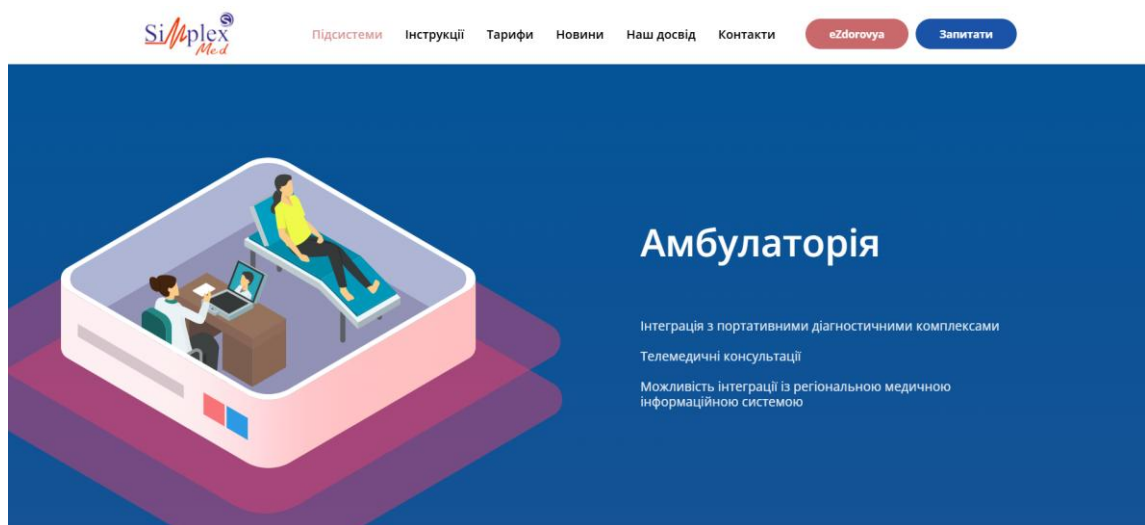 SiMplex
Med
Підсистеми Інструкції Тарифи Новини Наш досвід Контакти eZdorovya Запитати
Амбулаторія
Інтеграція з портативними діагностичними комплексами
Телемедичні консультації
Можливість інтеграції із регіональною медичною
інформаційною системою